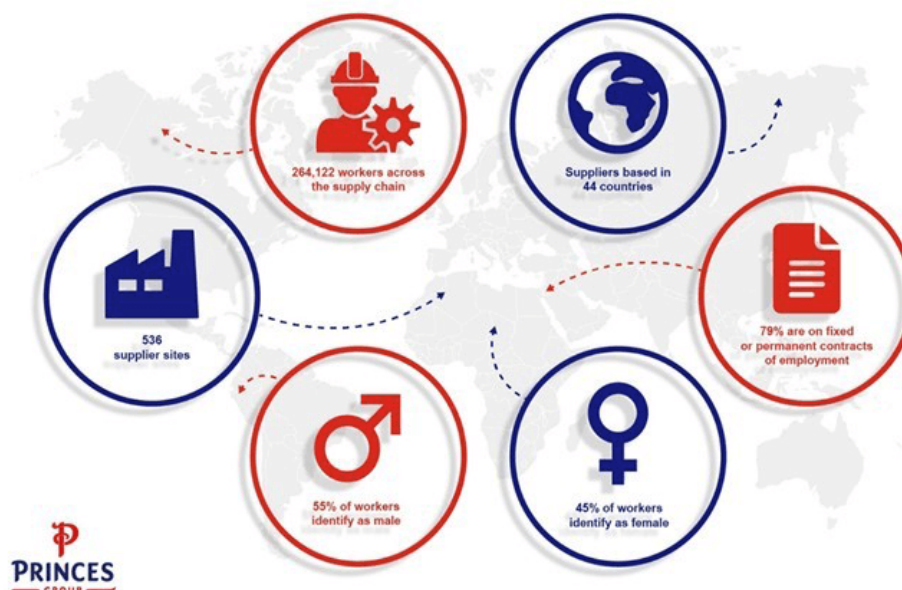 264,122 workers across
the supply chain
Suppliers based in
44 countries
536
supplier sites
79% are on fixed
or permanent contracts
of employment
55% of workers
identify as male
45% of workers
identify as female
P
PRINCES
GROUP